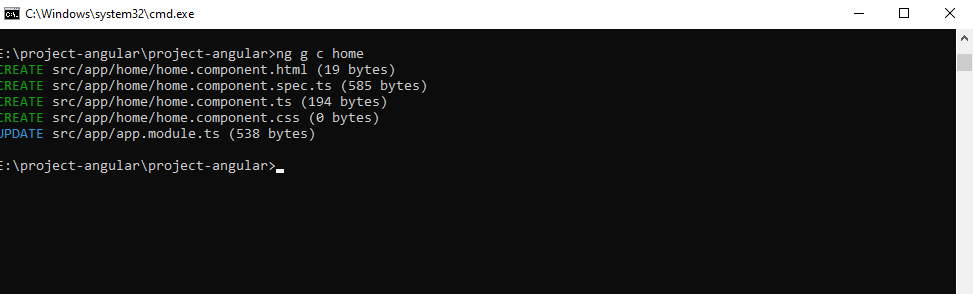 C:\Windows\system32\cmd.exe
E:\project-angular\project-angular>ng g c home
CREATE src/app/home/home.component.html (19 bytes)
CREATE src/app/home/home.component.spec.ts (585 bytes)
CREATE src/app/home/home.component.ts (194 bytes)
CREATE src/app/home/home.component.css (0 bytes)
UPDATE src/app/app.module.ts (538 bytes)
E:\project-angular\project-angular>